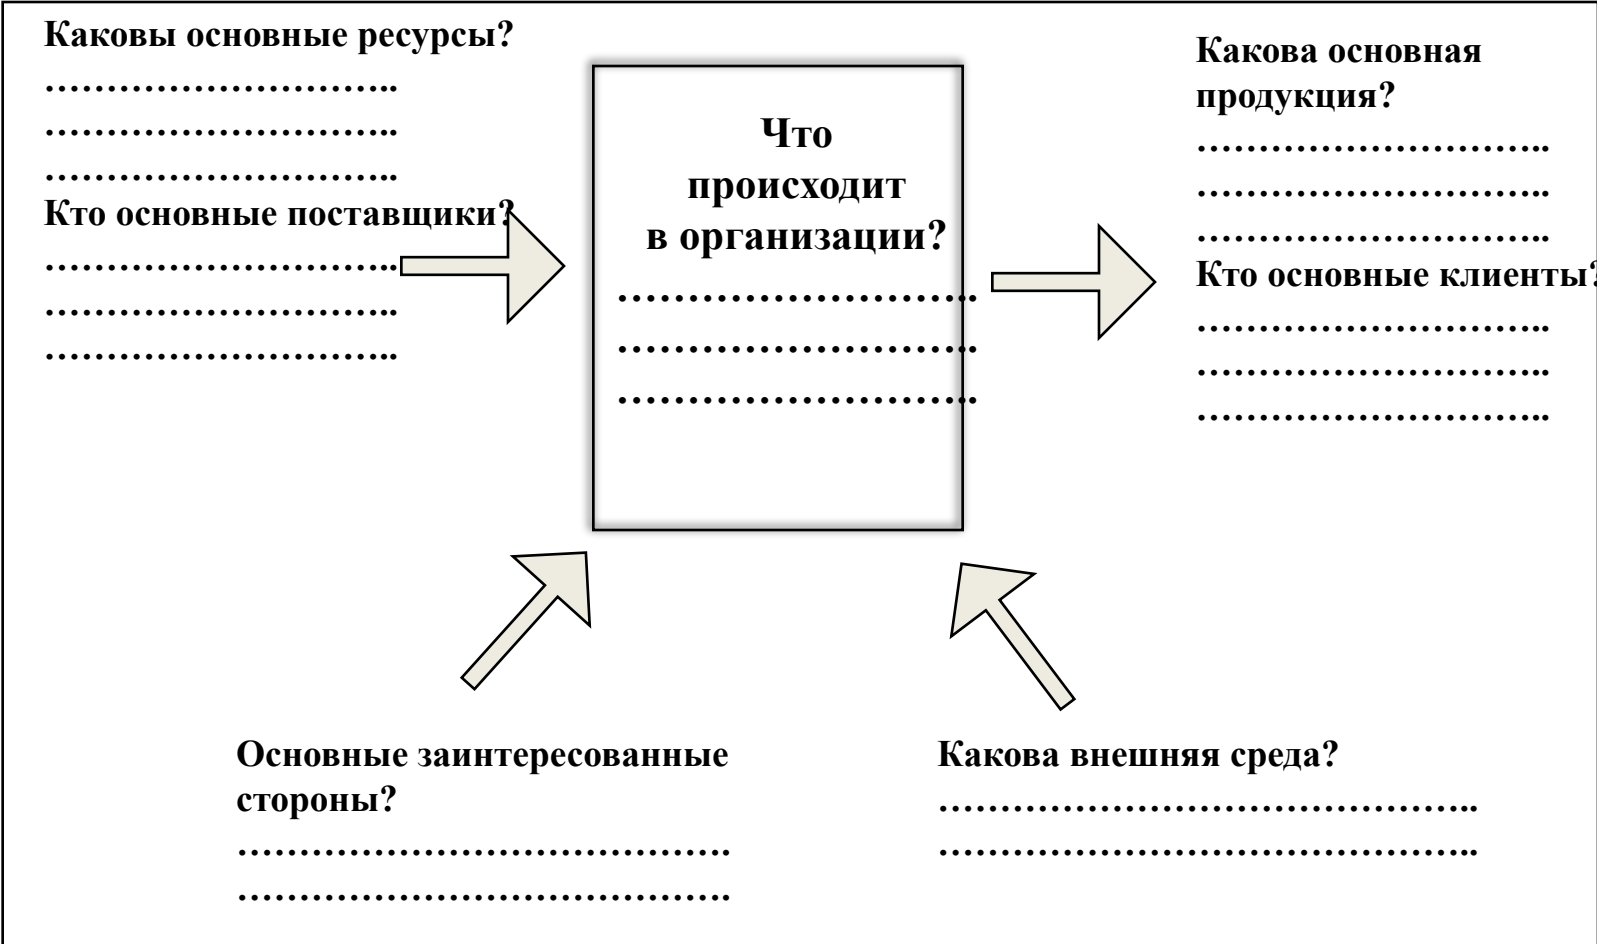 Каковы основные ресурсы?
………………………..
………………………..
………………………..
Кто основные поставщики?
………………………..
………………………..
………………………..
Что
происходит
в организации?
…………………….
…………………….
…………………….
Какова основная
продукция?
………………………..
………………………..
………………………..
Кто основные клиенты?
………………………..
………………………..
………………………..
Основные заинтересованные
стороны?
………………………………….
………………………………….
Какова внешняя среда?
……………………………………..
……………………………………..